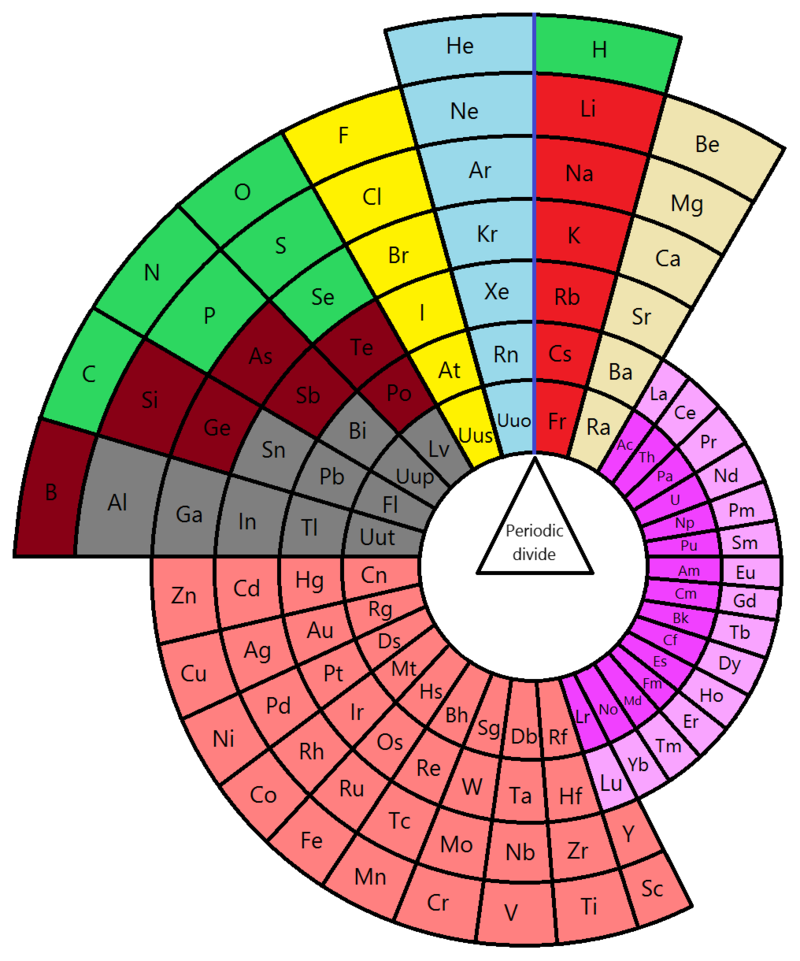 He H
Ne Li Be
F
Ar Na Mg
O Cl
Kr K Ca
N S Br
Xe Rb Sr
P Se I
Rn Cs Ba
C As Te At
Uuo Fr Ra
Si Sb Po Uus
B Ge Bi Lv
Al Sn Pb Uup
Ga In Tl Fl Uut
La Ce Pr Nd Pm Sm Eu Gd Tb Dy Ho Er Tm Yb Lu
Ac Th Pa U Np Pu Am Cm Bk Cf Es Fm Md No Lr
Periodic
divide
Zn Cd Hg Cn
Cu Ag Au Rg
Ni Pd Pt Ds
Co Rh Ir Mt
Fe Ru Os Hs
Mn Tc Re Bh
Cr Mo W Sg
V Nb Ta Db
Ti Zr Hf Rf
Sc Y